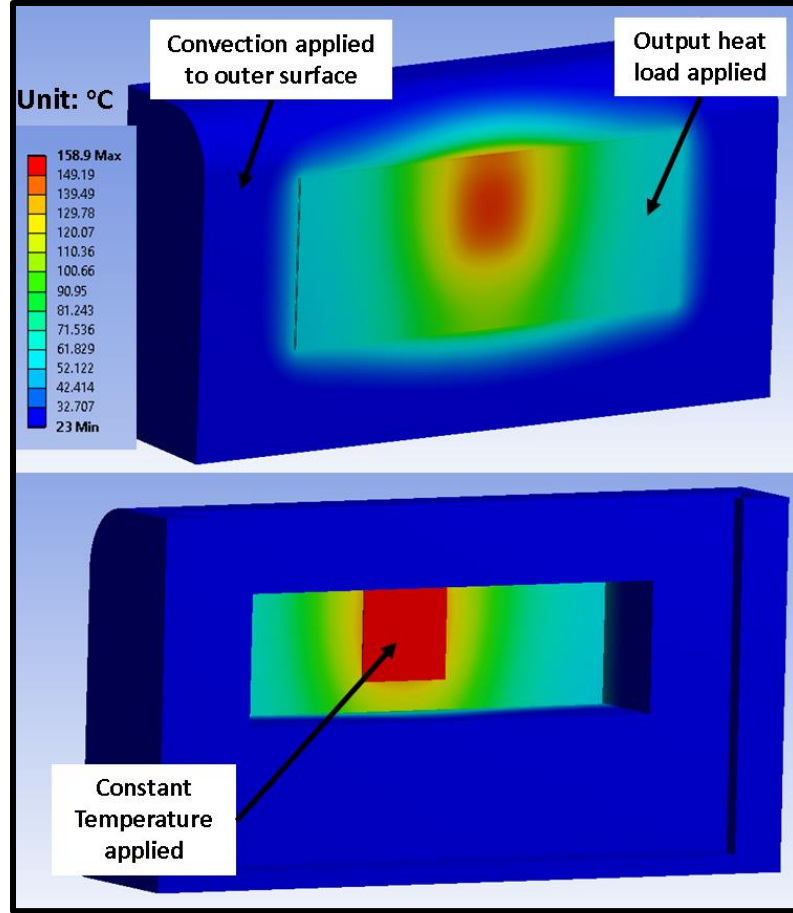 Convection applied
to outer surface
Output heat
load applied
Unit: °C
158.9 Max
149.19
139.49
129.78
120.07
110.36
100.66
90.95
81.243
71.536
61.829
52.122
42.414
32.707
23 Min
Constant
Temperature
applied